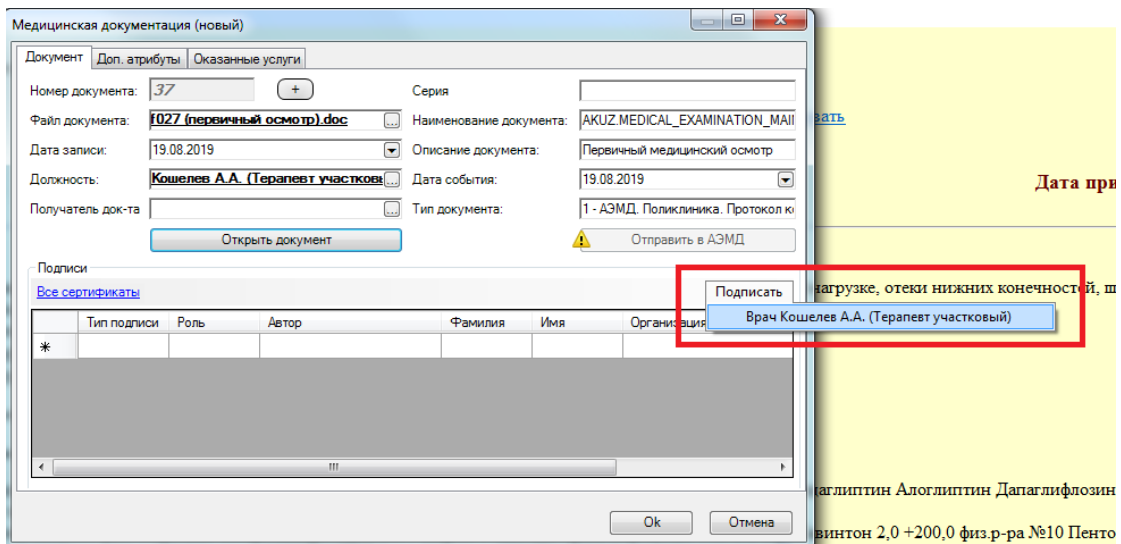 Медицинская документация (новый)
Документ Доп. атрибуты Оказанные услуги
Номер документа: 37 + Серия
Файл документа: f027 (первичный осмотр).doc ... Наименование документа: AKUZ.MEDICAL_EXAMINATION_MAI
Дата записи: 19.08.2019 Описание документа: Первичный медицинский осмотр
Должность: Кошелев А.А. (Терапевт участков ... Дата события: 19.08.2019
Получатель док-та ... Тип документа: 1 - АЭМД. Поликлиника. Протокол к
Открыть документ Отправить в АЭМД
Подписи
Все сертификаты Подписать
Врач Кошелев А.А. (Терапевт участковый)
Тип подписи Роль Автор Фамилия Имя Организация
Ok Отмена
вать
Дата при
нагрузке, отеки нижних конечностей, ш
даглиптин Алоглиптин Дапаглифлозин
винтон 2,0 +200,0 физ.р-ра №10 Пенто